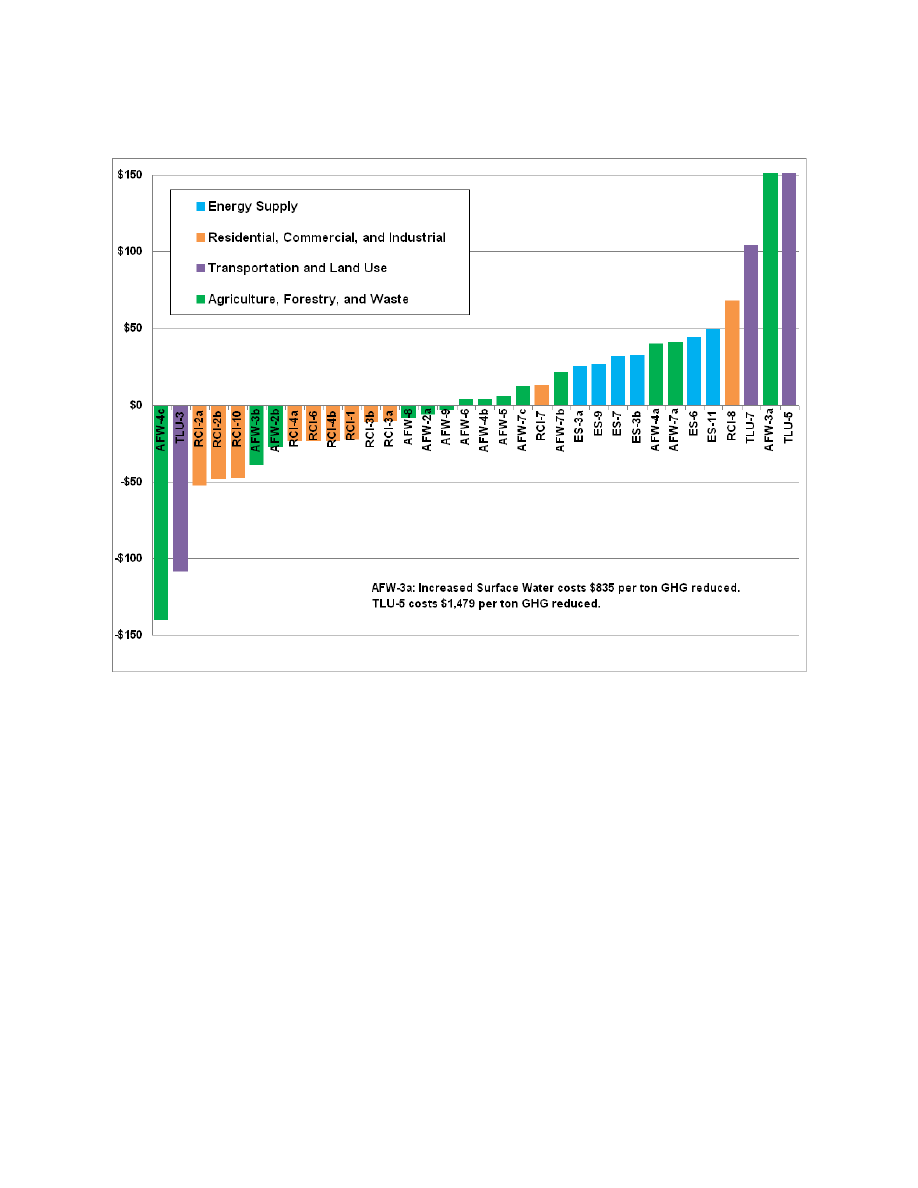 $150
$100
$50
$0
-$50
-$100
-$150
Energy Supply
Residential, Commercial, and Industrial
Transportation and Land Use
Agriculture, Forestry, and Waste
AFW-4c
TLU-3
RCI-2a
RCI-2b
RCI-10
AFW-3b
AFW-2b
RCI-4a
RCI-6
RCI-4b
RCI-1
RCI-3b
RCI-3a
AFW-8
AFW-2a
AFW-9
AFW-6
AFW-4b
AFW-5
AFW-7c
RCI-7
AFW-7b
ES-3a
ES-9
ES-7
ES-3b
AFW-4a
AFW-7a
ES-6
ES-11
RCI-8
TLU-7
AFW-3a
TLU-5
AFW-3a: Increased Surface Water costs $835 per ton GHG reduced.
TLU-5 costs $1,479 per ton GHG reduced.